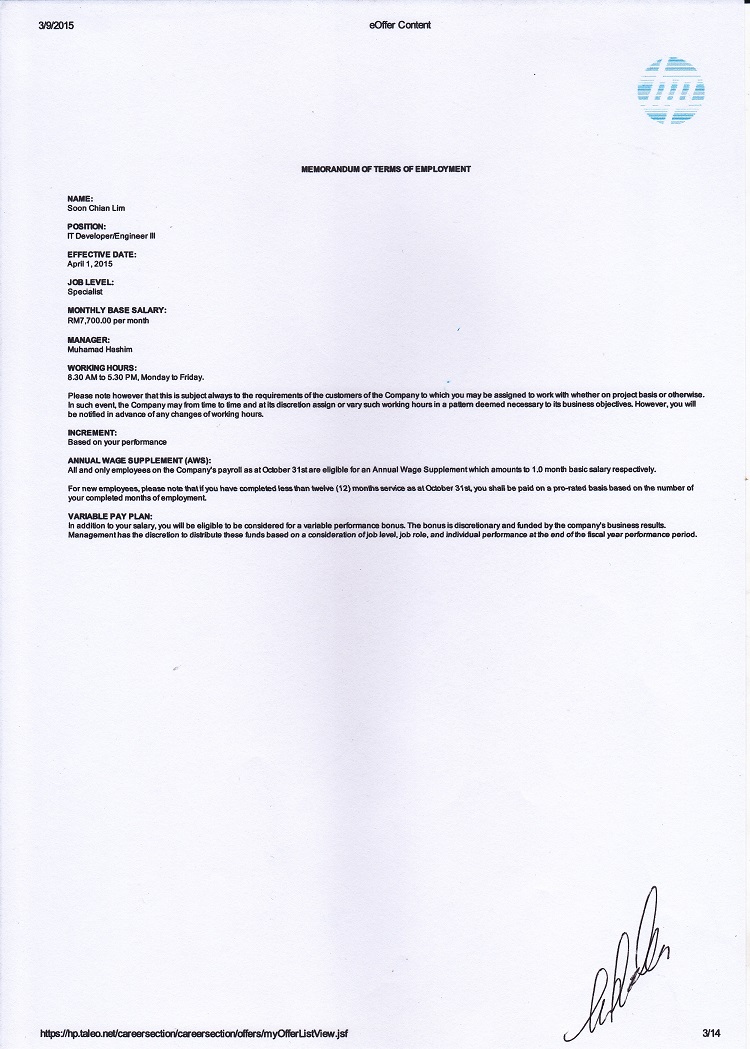 3/9/2015 eOffer Content
hp
MEMORANDUM OF TERMS OF EMPLOYMENT
NAME:
Soon Chian Lim
POSITION:
IT Developer/Engineer III
EFFECTIVE DATE:
April 1, 2015
JOB LEVEL:
Specialist
MONTHLY BASE SALARY:
RM7,700.00 per month
MANAGER:
Muhamad Hashim
WORKING HOURS:
8.30 AM to 5.30 PM, Monday to Friday.
Please note however that this is subject always to the requirements of the customers of the Company to which you may be assigned to work with whether on project basis or otherwise.
In such event, the Company may from time to time and at its discretion assign or vary such working hours in a pattern deemed necessary to its business objectives. However, you will
be notified in advance of any changes of working hours.
INCREMENT:
Based on your performance
ANNUAL WAGE SUPPLEMENT (AWS):
All and only employees on the Company's payroll as at October 31st are eligible for an Annual Wage Supplement which amounts to 1.0 month basic salary respectively.
For new employees, please note that if you have completed less than twelve (12) months service as at October 31st, you shall be paid on a pro-rated basis based on the number of
your completed months of employment.
VARIABLE PAY PLAN:
In addition to your salary, you will be eligible to be considered for a variable performance bonus. The bonus is discretionary and funded by the company's business results.
Management has the discretion to distribute these funds based on a consideration of job level, job role, and individual performance at the end of the fiscal year performance period.
https://hp.taleo.net/careersection/careersection/offers/myOfferListView.jsf 3/14